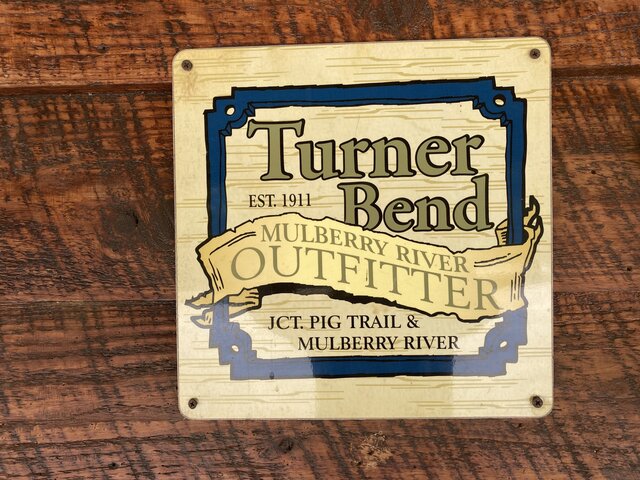 Turner
EST. 1911
Bend
MULBERRY RIVER
OUTFITTER
JCT. PIG TRAIL &
MULBERRY RIVER